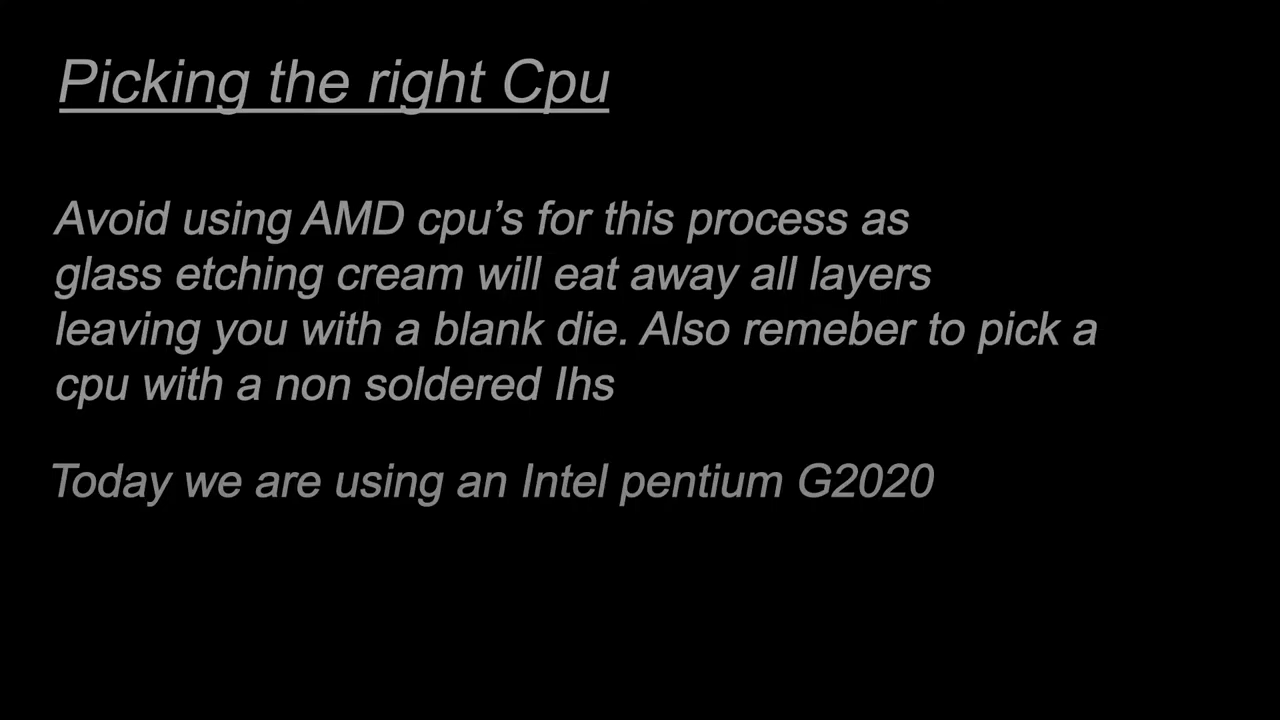 Picking the right Cpu
Avoid using AMD cpu’s for this process as
glass etching cream will eat away all layers
leaving you with a blank die. Also remeber to pick a
cpu with a non soldered Ihs
Today we are using an Intel pentium G2020